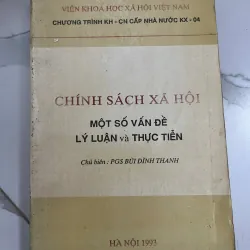 VIỆN KHOA HỌC XÃ HỘI VIỆT NAM
CHƯƠNG TRÌNH KH - CN CẤP NHÀ NƯỚC KX - 04
CHÍNH SÁCH XÃ HỘI
MỘT SỐ VẤN ĐỀ
LÝ LUẬN và THỰC TIỄN
Chủ biên : PGS BÙI ĐÌNH THANH
HÀ NỘI 1993